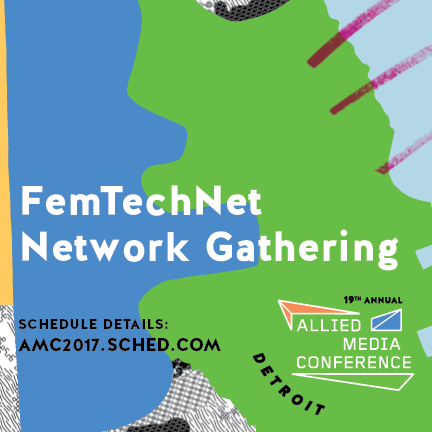 FemTechNet
Network Gathering
SCHEDULE DETAILS:
AMC2017.SCHED.COM
19TH ANNUAL
ALLIED
MEDIA
CONFERENCE
DETROIT